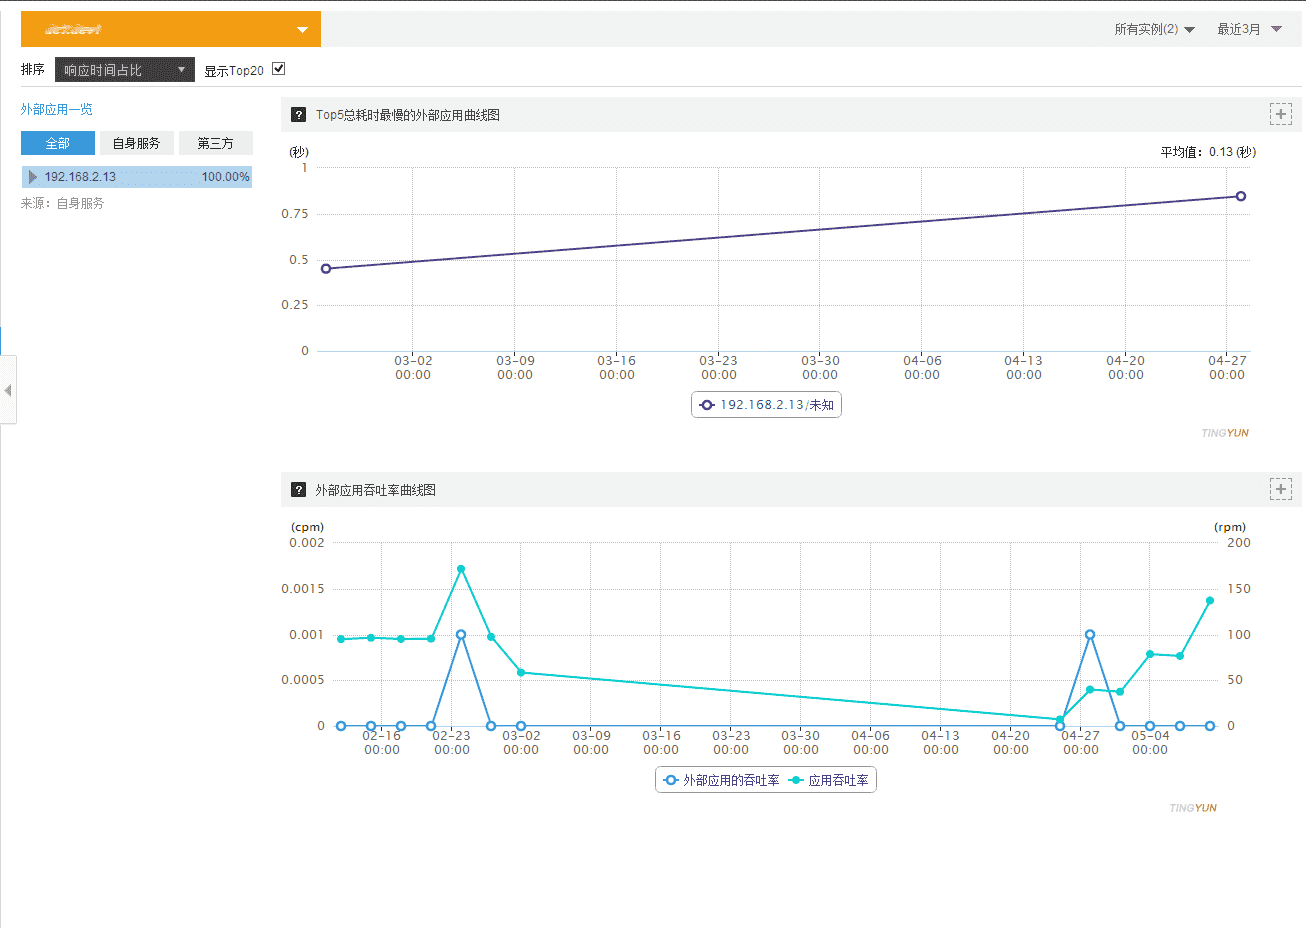 所有实例(2) 最近3月
排序 响应时间占比 显示Top20
外部应用一览
全部 自身服务 第三方
192.168.2.13 100.00%
来源：自身服务
? Top5总耗时最慢的外部应用曲线图
(秒) 平均值：0.13 (秒)
1
0.75
0.5
0.25
0
03-02 03-09 03-16 03-23 03-30 04-06 04-13 04-20 04-27
00:00 00:00 00:00 00:00 00:00 00:00 00:00 00:00 00:00
192.168.2.13/未知
TINGYUN
? 外部应用吞吐率曲线图
(cpm) (rpm)
0.002 200
0.0015 150
0.001 100
0.0005 50
0 0
02-16 02-23 03-02 03-09 03-16 03-23 03-30 04-06 04-13 04-20 04-27 05-04
00:00 00:00 00:00 00:00 00:00 00:00 00:00 00:00 00:00 00:00 00:00 00:00
外部应用的吞吐率 应用吞吐率
TINGYUN